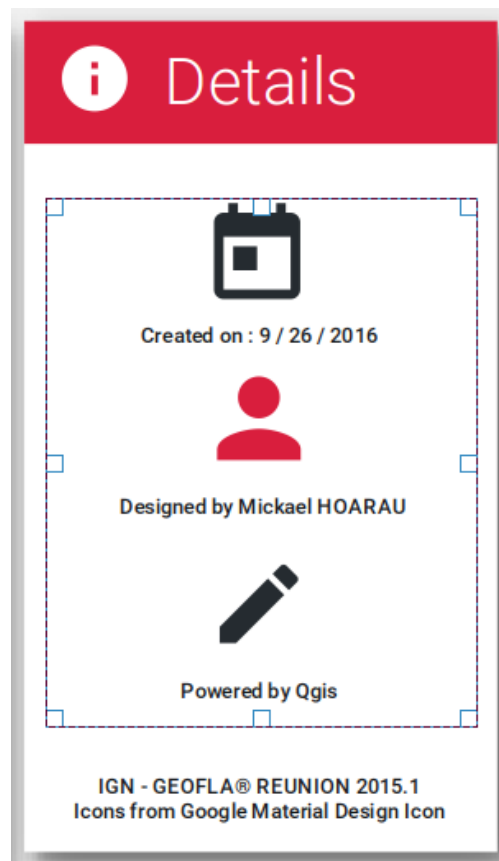 Details
Created on : 9 / 26 / 2016
Designed by Mickael HOARAU
Powered by Qgis
IGN - GEOFLA® REUNION 2015.1
Icons from Google Material Design Icon